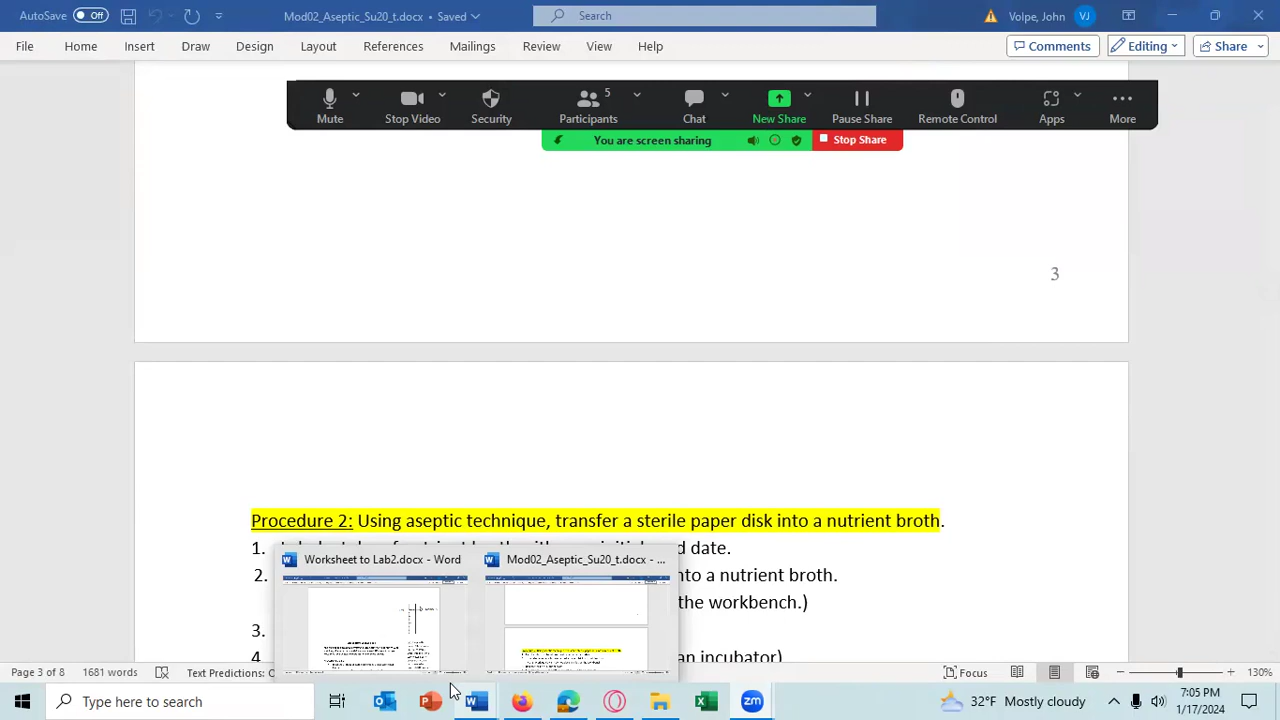 AutoSave Off Mod02_Aseptic_Su20_t.docx • Saved Search Volpe, John VJ
File Home Insert Draw Design Layout References Mailings Review View Help Comments Editing Share
5
Mute Stop Video Security Participants Chat New Share Pause Share Remote Control Apps More
You are screen sharing Stop Share
3
Procedure 2: Using aseptic technique, transfer a sterile paper disk into a nutrient broth.
1. d date.
2. nto a nutrient broth.
the workbench.)
3.
4. an incubator)
Worksheet to Lab2.docx - Word Mod02_Aseptic_Su20_t.docx - ...
Page 3 of 8 1681 words Text Predictions: Focus 130%
Type here to search 32°F Mostly cloudy 7:05 PM
1/17/2024